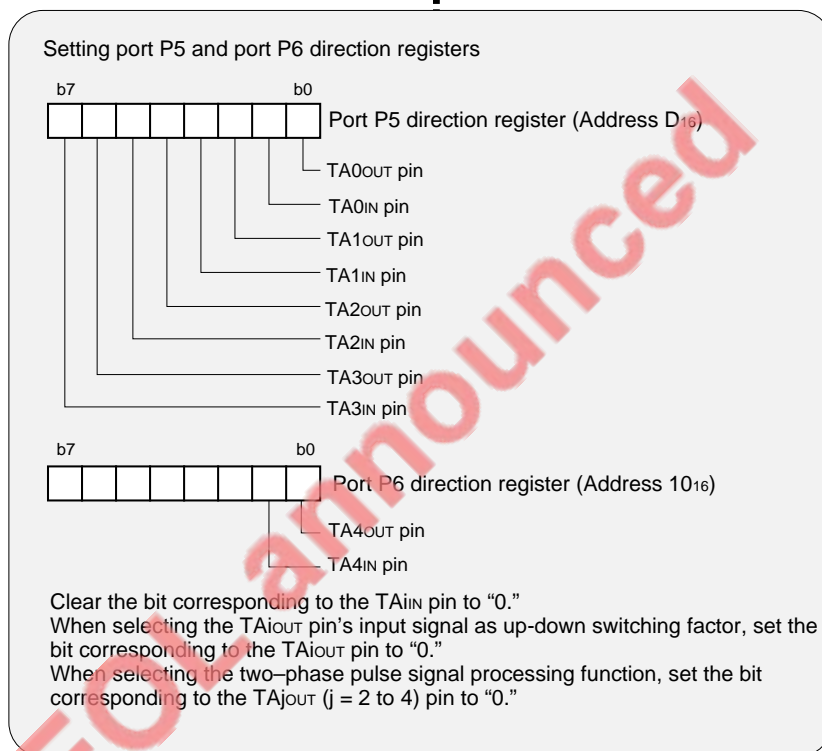 Setting port P5 and port P6 direction registers
b7 b0
Port P5 direction register (Address D16)
TA0OUT pin
TA0IN pin
TA1OUT pin
TA1IN pin
TA2OUT pin
TA2IN pin
TA3OUT pin
TA3IN pin
b7 b0
Port P6 direction register (Address 1016)
TA4OUT pin
TA4IN pin
Clear the bit corresponding to the TAiIN pin to “0.”
When selecting the TAiOUT pin’s input signal as up-down switching factor, set the
bit corresponding to the TAiOUT pin to “0.”
When selecting the two–phase pulse signal processing function, set the bit
corresponding to the TAjOUT (j = 2 to 4) pin to “0.”
EOL announced